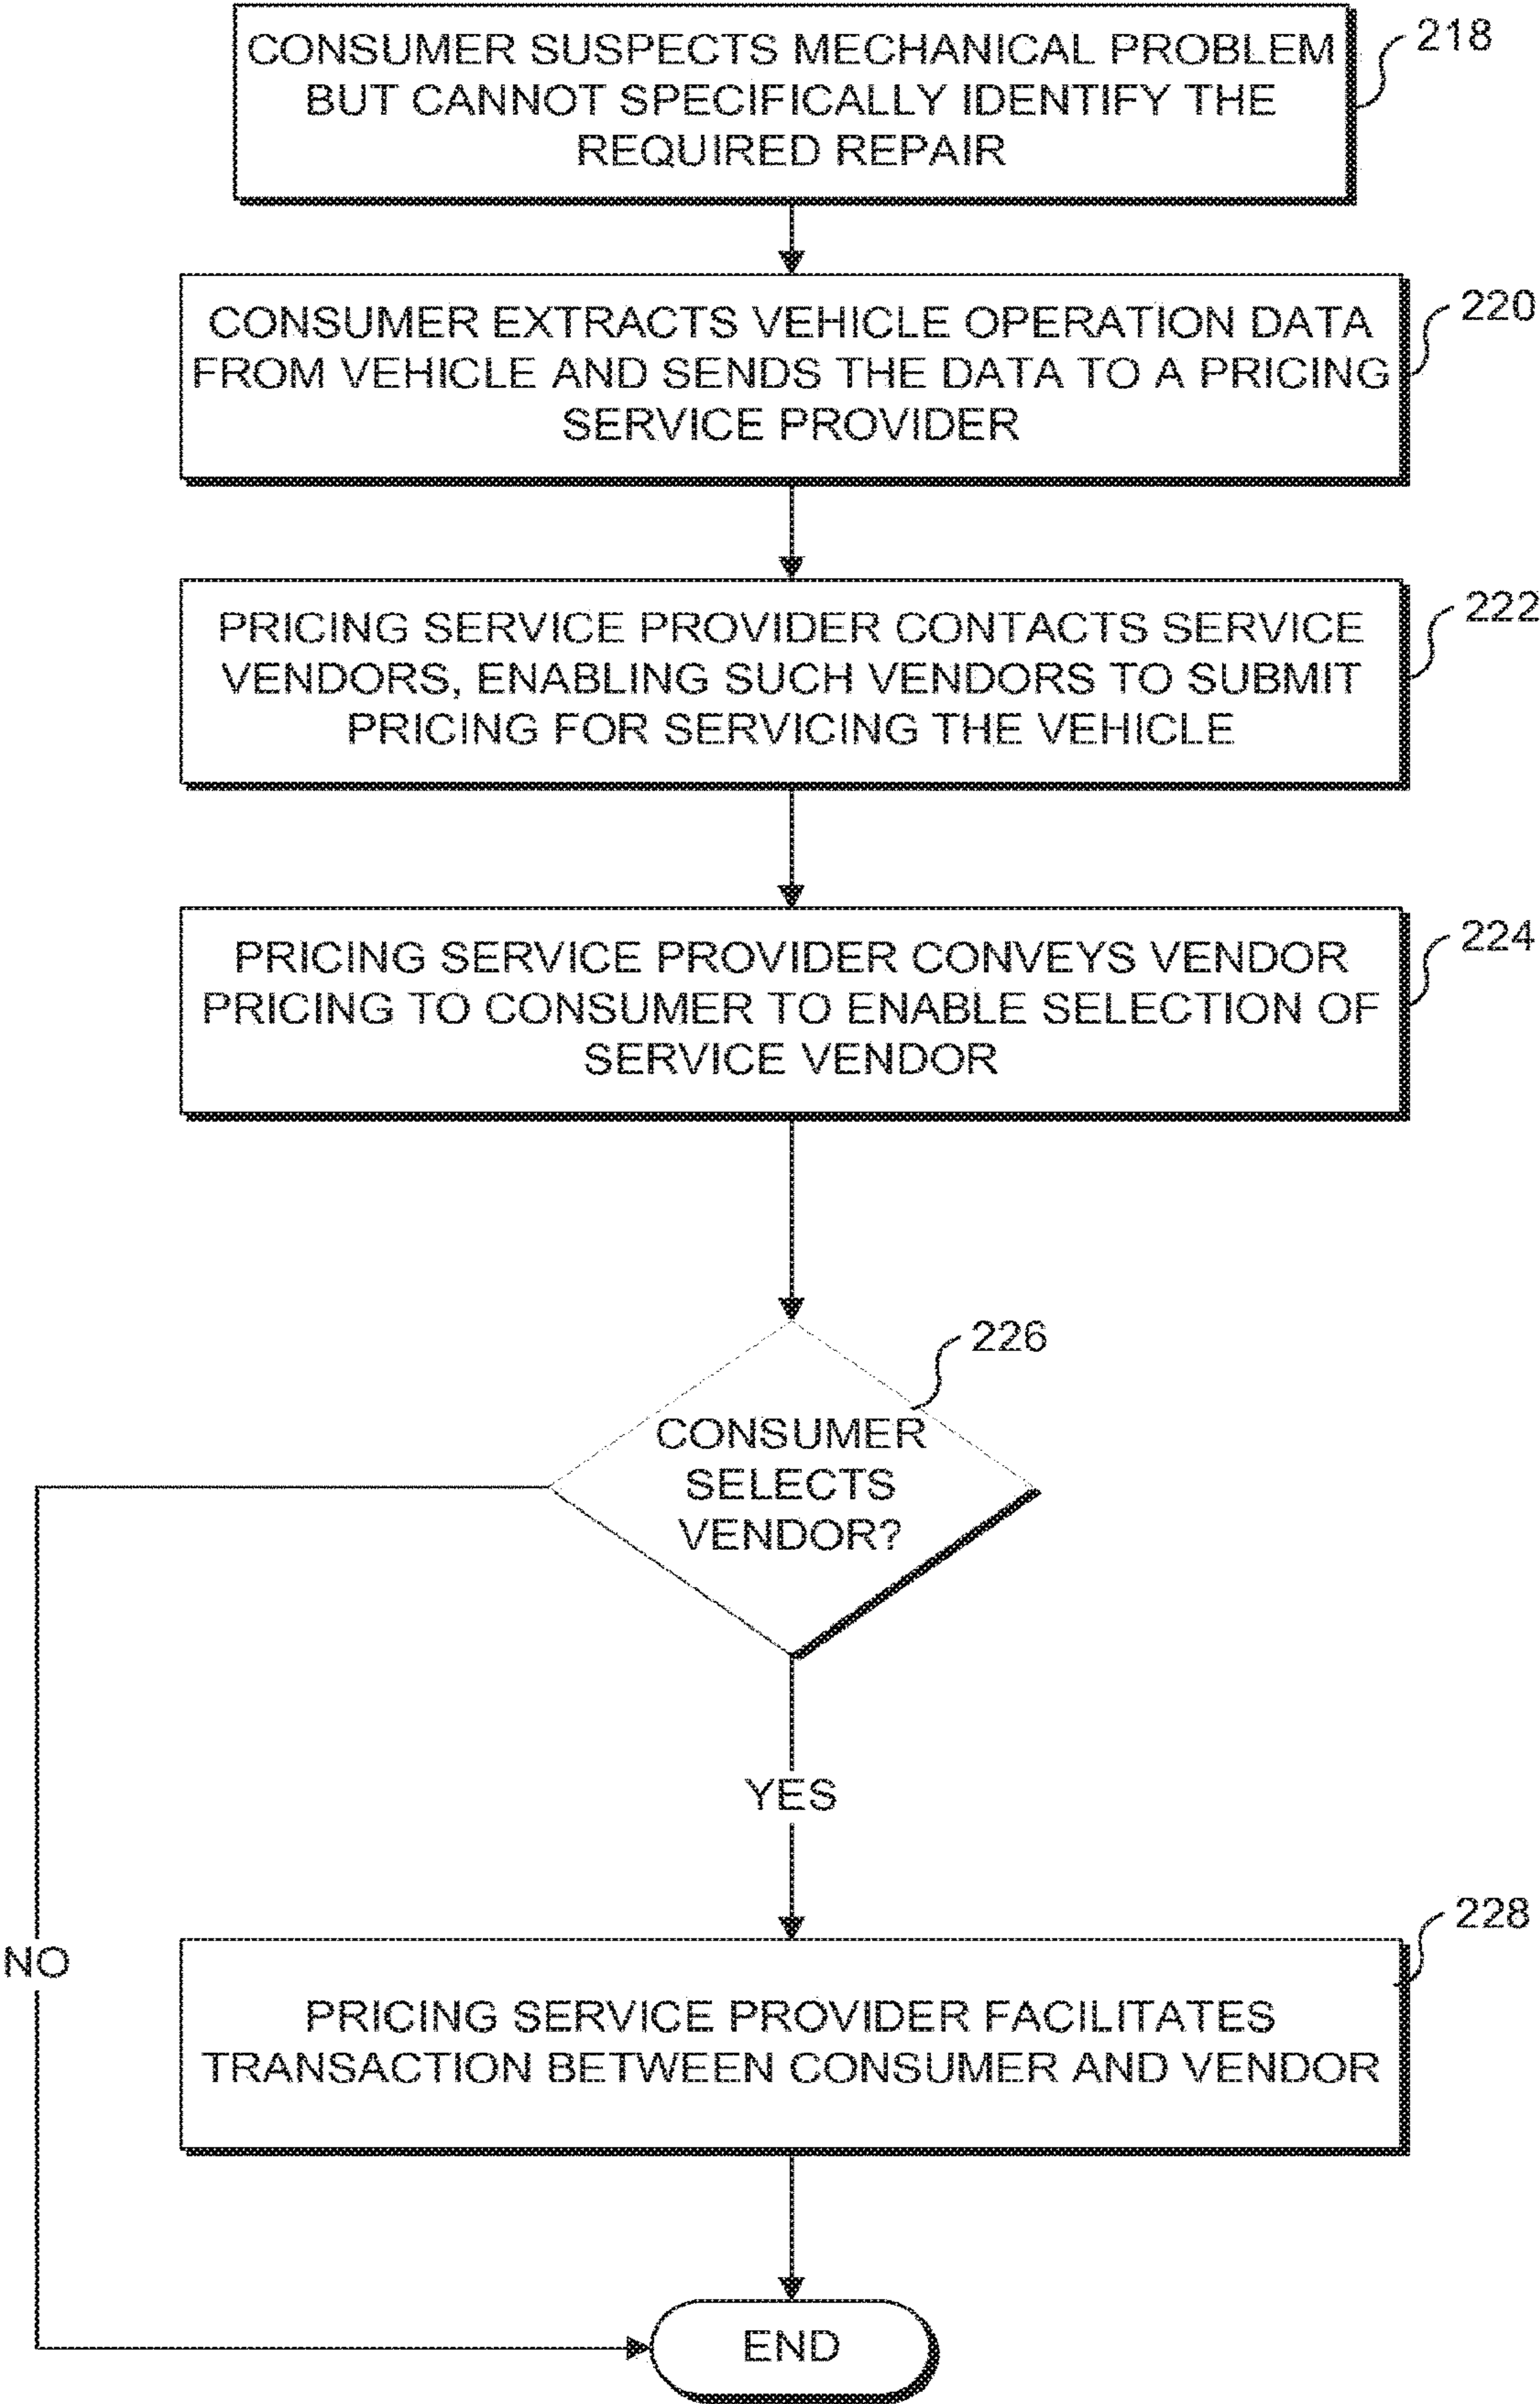 CONSUMER SUSPECTS MECHANICAL PROBLEM
BUT CANNOT SPECIFICALLY IDENTIFY THE
REQUIRED REPAIR
218
CONSUMER EXTRACTS VEHICLE OPERATION DATA
FROM VEHICLE AND SENDS THE DATA TO A PRICING
SERVICE PROVIDER
220
PRICING SERVICE PROVIDER CONTACTS SERVICE
VENDORS, ENABLING SUCH VENDORS TO SUBMIT
PRICING FOR SERVICING THE VEHICLE
222
PRICING SERVICE PROVIDER CONVEYS VENDOR
PRICING TO CONSUMER TO ENABLE SELECTION OF
SERVICE VENDOR
224
226
CONSUMER
SELECTS
VENDOR?
YES
NO
228
PRICING SERVICE PROVIDER FACILITATES
TRANSACTION BETWEEN CONSUMER AND VENDOR
END